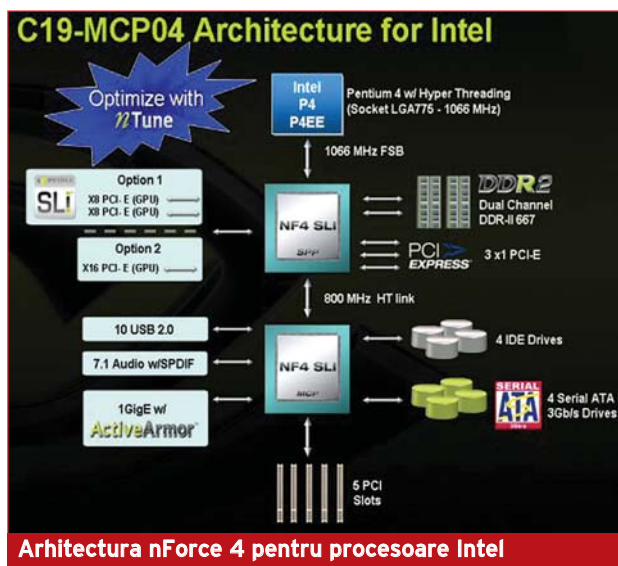 C19-MCP04 Architecture for Intel
Optimize with
nTune
Intel
P4
P4EE
Pentium 4 w/ Hyper Threading
(Socket LGA775 - 1066 MHz)
1066 MHz FSB
SLI
Option 1
X8 PCI- E (GPU)
X8 PCI- E (GPU)
Option 2
X16 PCI- E (GPU)
NF4 SLI
SPP
DDR2
Dual Channel
DDR-II 667
PCI
EXPRESS
3 x1 PCI-E
800 MHz HT link
10 USB 2.0
7.1 Audio w/SPDIF
1GigE w/
ActiveArmor
NF4 SLI
MCP
4 IDE Drives
SERIAL
ATA
4 Serial ATA
3Gb/s Drives
5 PCI
Slots
Arhitectura nForce 4 pentru procesoare Intel